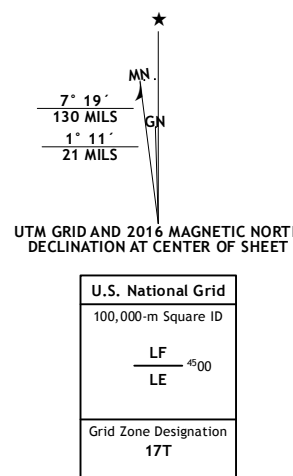 ★
MN
7° 19´
130 MILS
GN
1° 11´
21 MILS
UTM GRID AND 2016 MAGNETIC NORTH
DECLINATION AT CENTER OF SHEET
U.S. National Grid
100,000-m Square ID
LF
4500
LE
Grid Zone Designation
17T